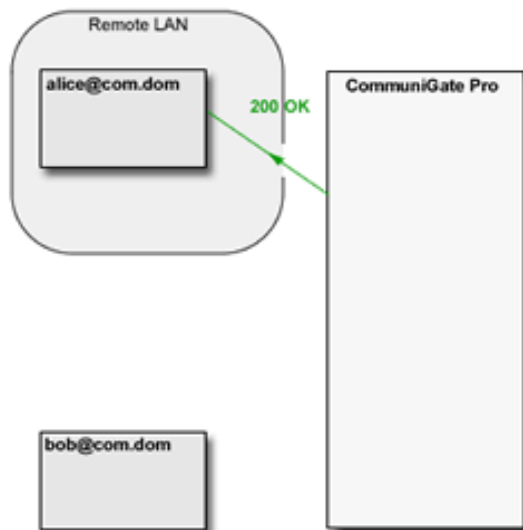 Remote LAN
alice@com.dom
CommuniGate Pro
200 OK
bob@com.dom